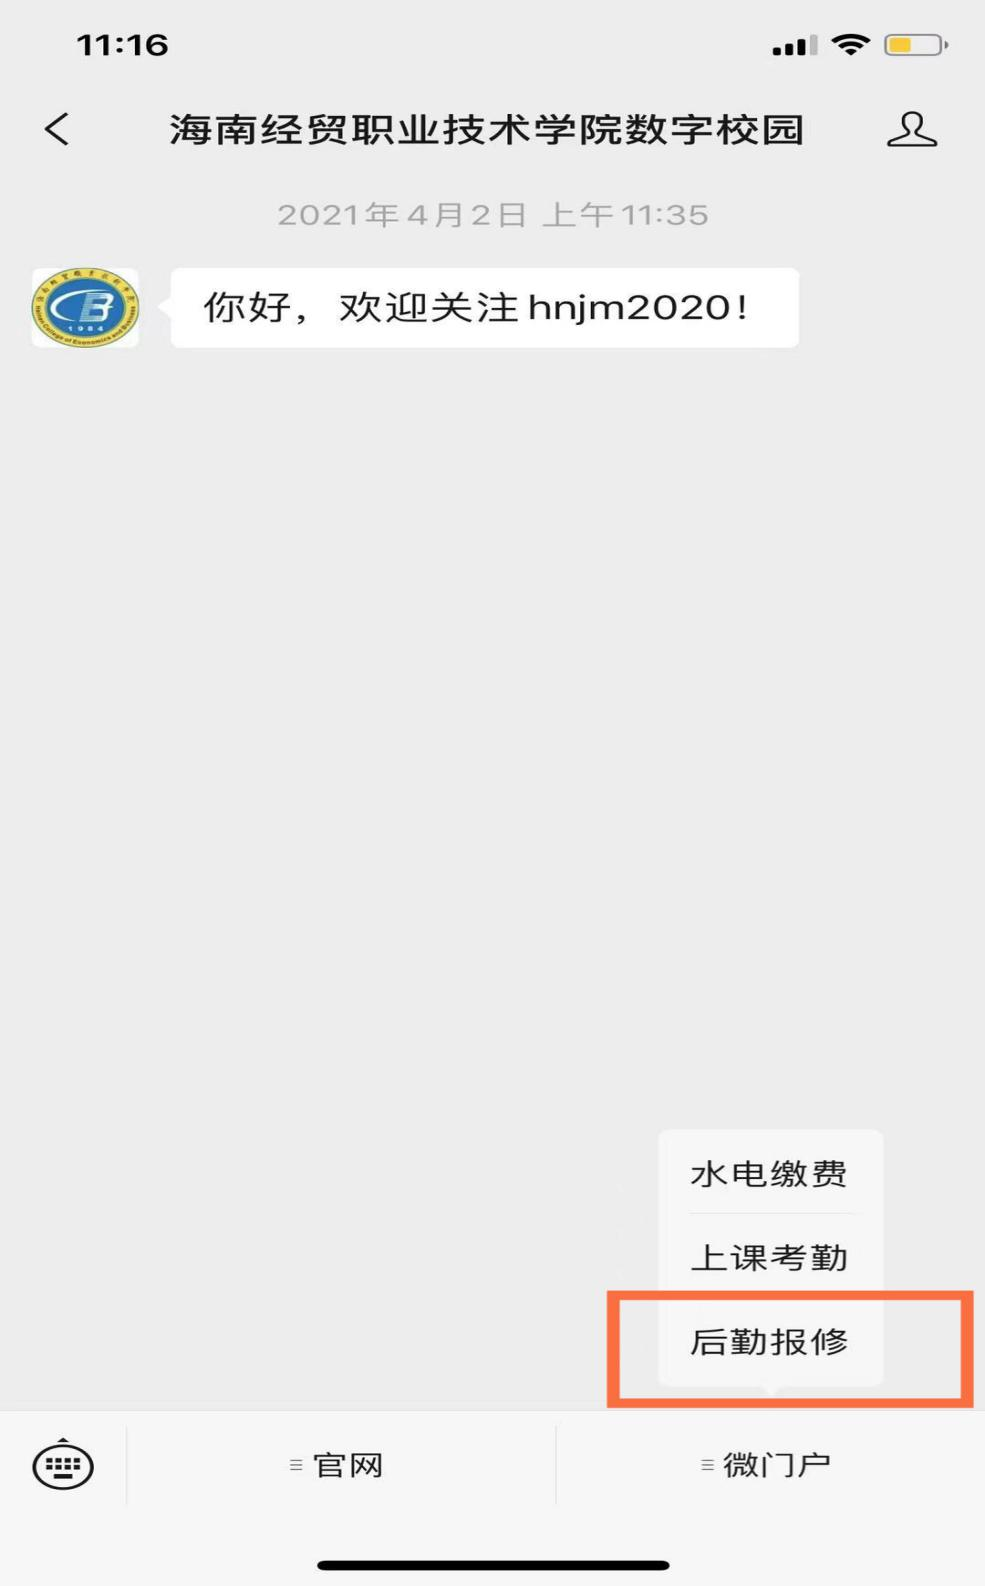 11:16
海南经贸职业技术学院数字校园
2021年4月2日 上午11:35
你好，欢迎关注hnjm2020！
1984
水电缴费
上课考勤
后勤报修
官网
微门户